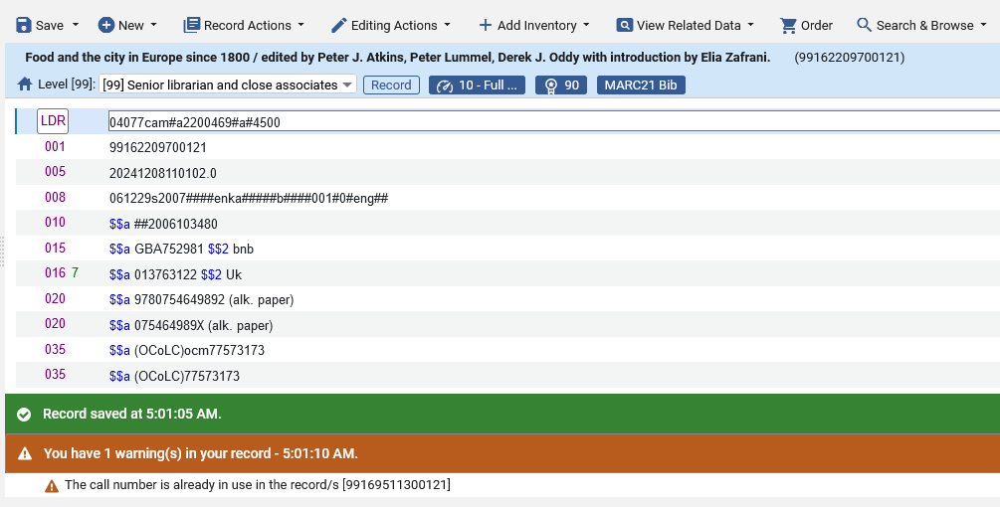 Save New Record Actions Editing Actions Add Inventory View Related Data Order Search & Browse
Food and the city in Europe since 1800 / edited by Peter J. Atkins, Peter Lummel, Derek J. Oddy with introduction by Elia Zafrani. (99162209700121)
Level [99]: [99] Senior librarian and close associates Record 10 - Full ... 90 MARC21 Bib
LDR 04077cam#a2200469#a#4500
001 99162209700121
005 20241208110102.0
008 061229s2007####enka#####b####001#0#eng##
010 $$a ##2006103480
015 $$a GBA752981 $$2 bnb
016 7 $$a 013763122 $$2 Uk
020 $$a 9780754649892 (alk. paper)
020 $$a 075464989X (alk. paper)
035 $$a (OCoLC)ocm77573173
035 $$a (OCoLC)77573173
Record saved at 5:01:05 AM.
You have 1 warning(s) in your record - 5:01:10 AM.
The call number is already in use in the record/s [99169511300121]